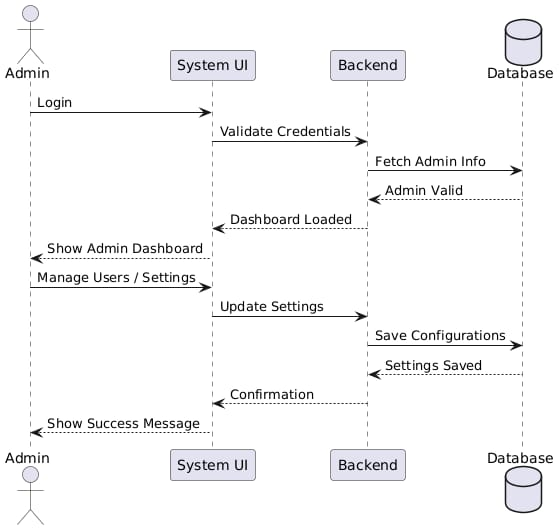 Admin
System UI
Backend
Database
Login
Validate Credentials
Fetch Admin Info
Admin Valid
Dashboard Loaded
Show Admin Dashboard
Manage Users / Settings
Update Settings
Save Configurations
Settings Saved
Confirmation
Show Success Message
Admin
System UI
Backend
Database